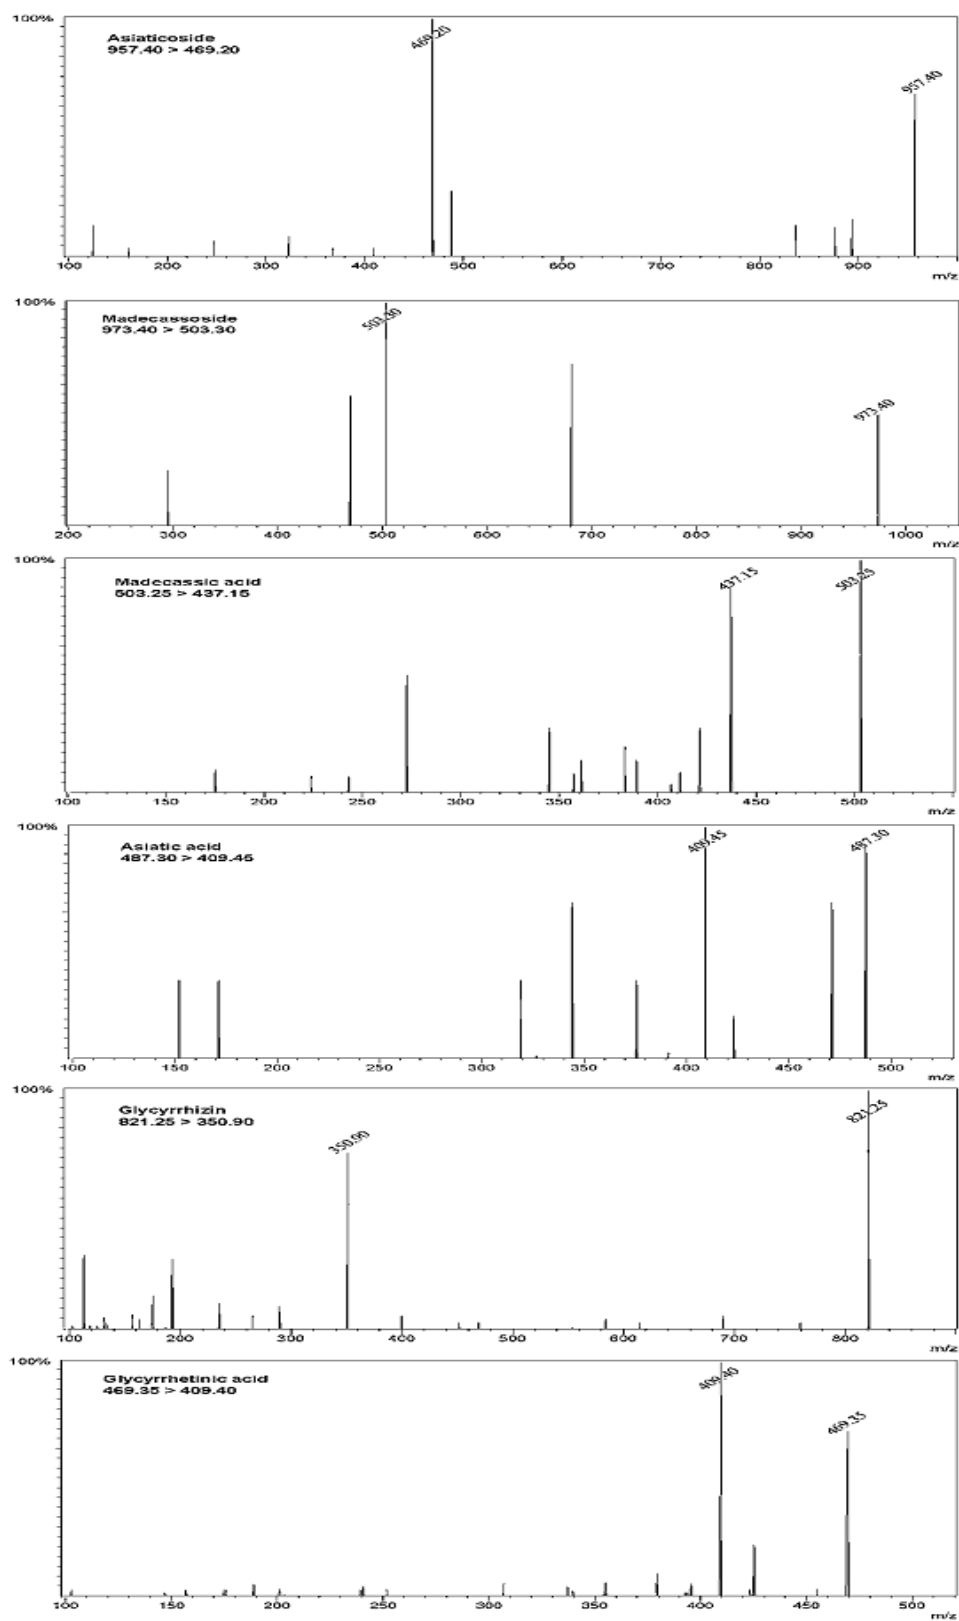 100%
Asiaticoside
957.40 > 469.20
469.20
957.40
100 200 300 400 500 600 700 800 900
m/z
100%
Madecassoside
973.40 > 503.30
503.30
973.40
200 300 400 500 600 700 800 900 1000
m/z
100%
Madecassic acid
503.25 > 437.15
437.15
503.25
100 150 200 250 300 350 400 450 500
m/z
100%
Asiatic acid
487.30 > 409.45
409.45
487.30
100 150 200 250 300 350 400 450 500
m/z
100%
Glycyrrhizin
821.25 > 350.90
350.90
821.25
100 200 300 400 500 600 700 800
m/z
100%
Glycyrrhetinic acid
469.35 > 409.40
409.40
469.35
100 150 200 250 300 350 400 450 500
m/z